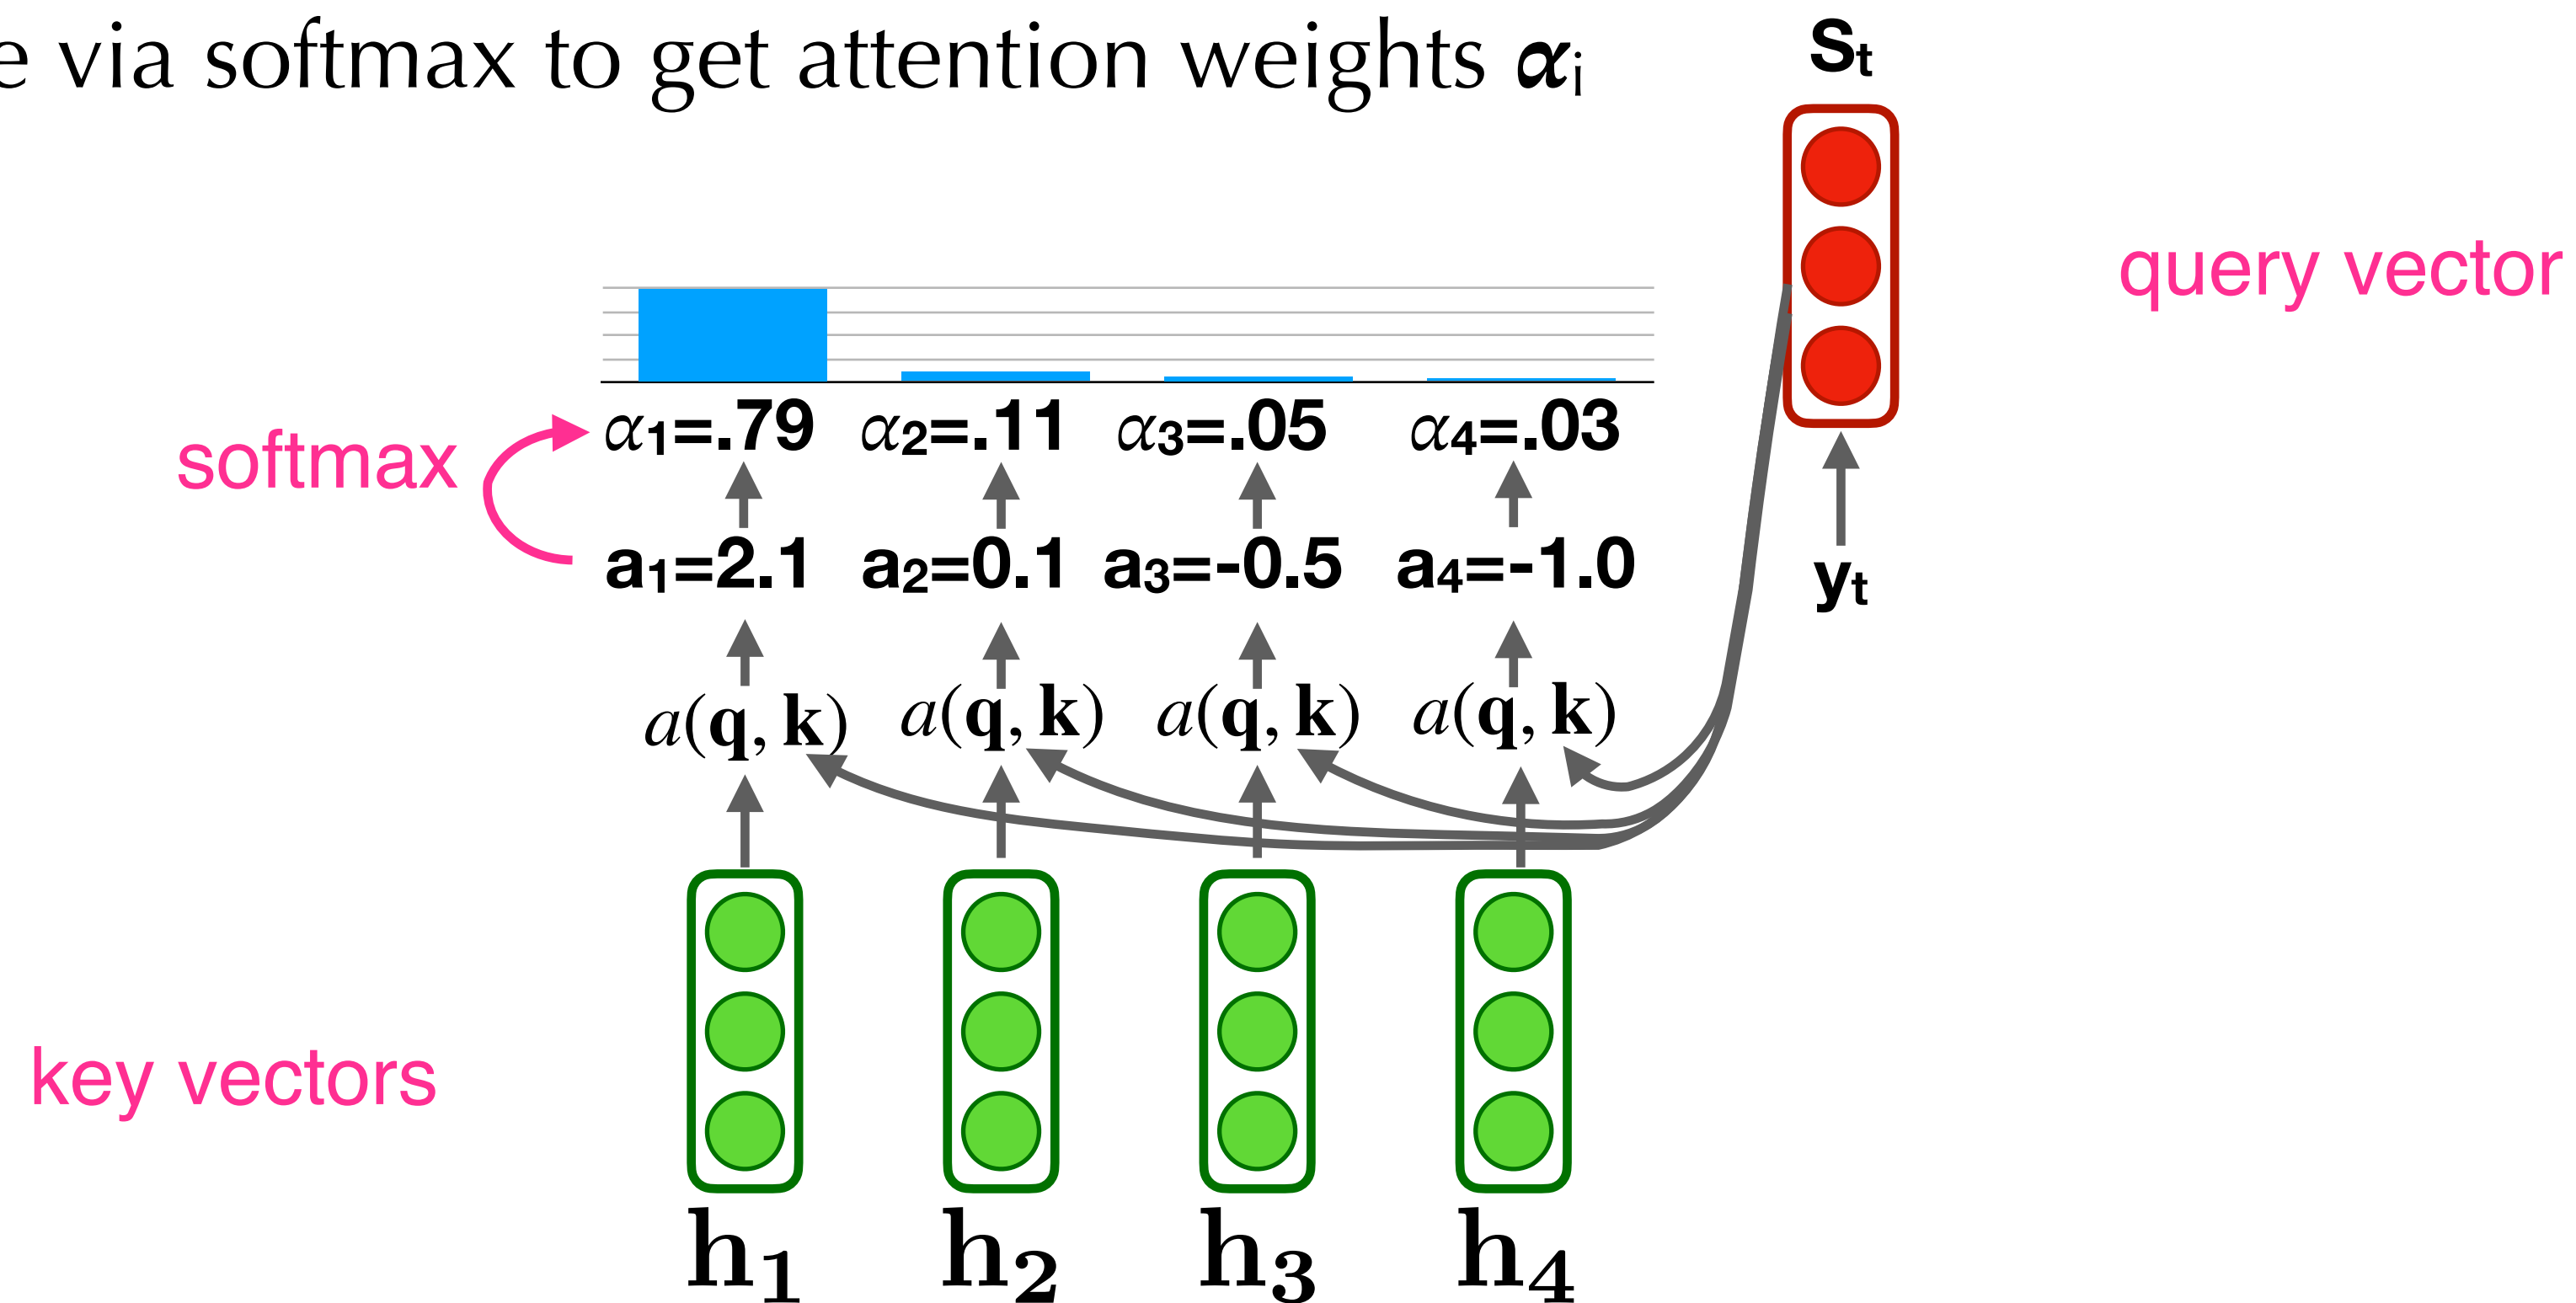 e via softmax to get attention weights 𝜶i
St
query vector
softmax
α1=.79 α2=.11 α3=.05 α4=.03
a1=2.1 a2=0.1 a3=-0.5 a4=-1.0
yt
a(q, k) a(q, k) a(q, k) a(q, k)
key vectors
h1 h2 h3 h4